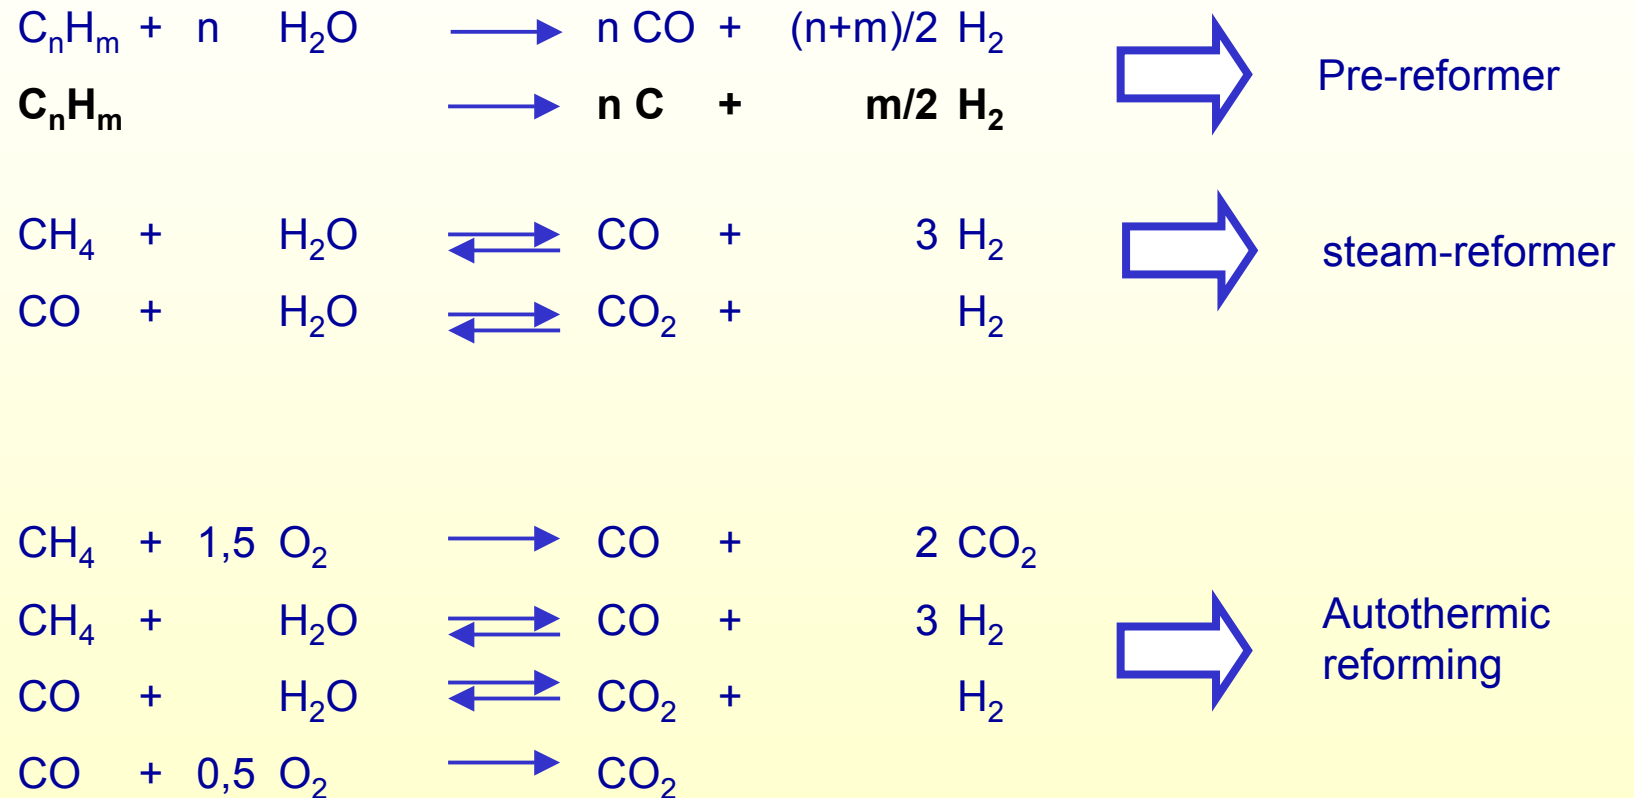 CₙHₘ + n H₂O ⟶ n CO + (n+m)/2 H₂
CₙHₘ ⟶ n C + m/2 H₂
Pre-reformer
CH₄ + H₂O ⇌ CO + 3 H₂
CO + H₂O ⇌ CO₂ + H₂
steam-reformer
CH₄ + 1,5 O₂ ⟶ CO + 2 CO₂
CH₄ + H₂O ⇌ CO + 3 H₂
CO + H₂O ⇌ CO₂ + H₂
CO + 0,5 O₂ ⟶ CO₂
Autothermic
reforming